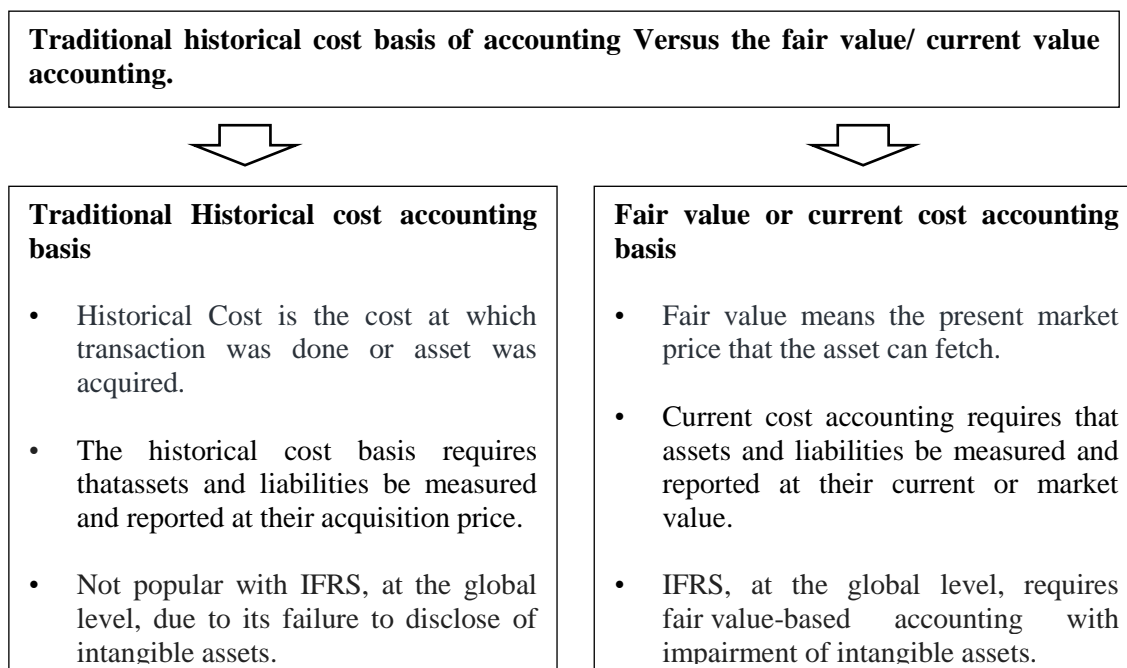 Traditional historical cost basis of accounting Versus the fair value/ current value
accounting.
Traditional Historical cost accounting
basis
• Historical Cost is the cost at which
transaction was done or asset was
acquired.
• The historical cost basis requires
thatassets and liabilities be measured
and reported at their acquisition price.
• Not popular with IFRS, at the global
level, due to its failure to disclose of
intangible assets.
Fair value or current cost accounting
basis
• Fair value means the present market
price that the asset can fetch.
• Current cost accounting requires that
assets and liabilities be measured and
reported at their current or market
value.
• IFRS, at the global level, requires
fair value-based accounting with
impairment of intangible assets.